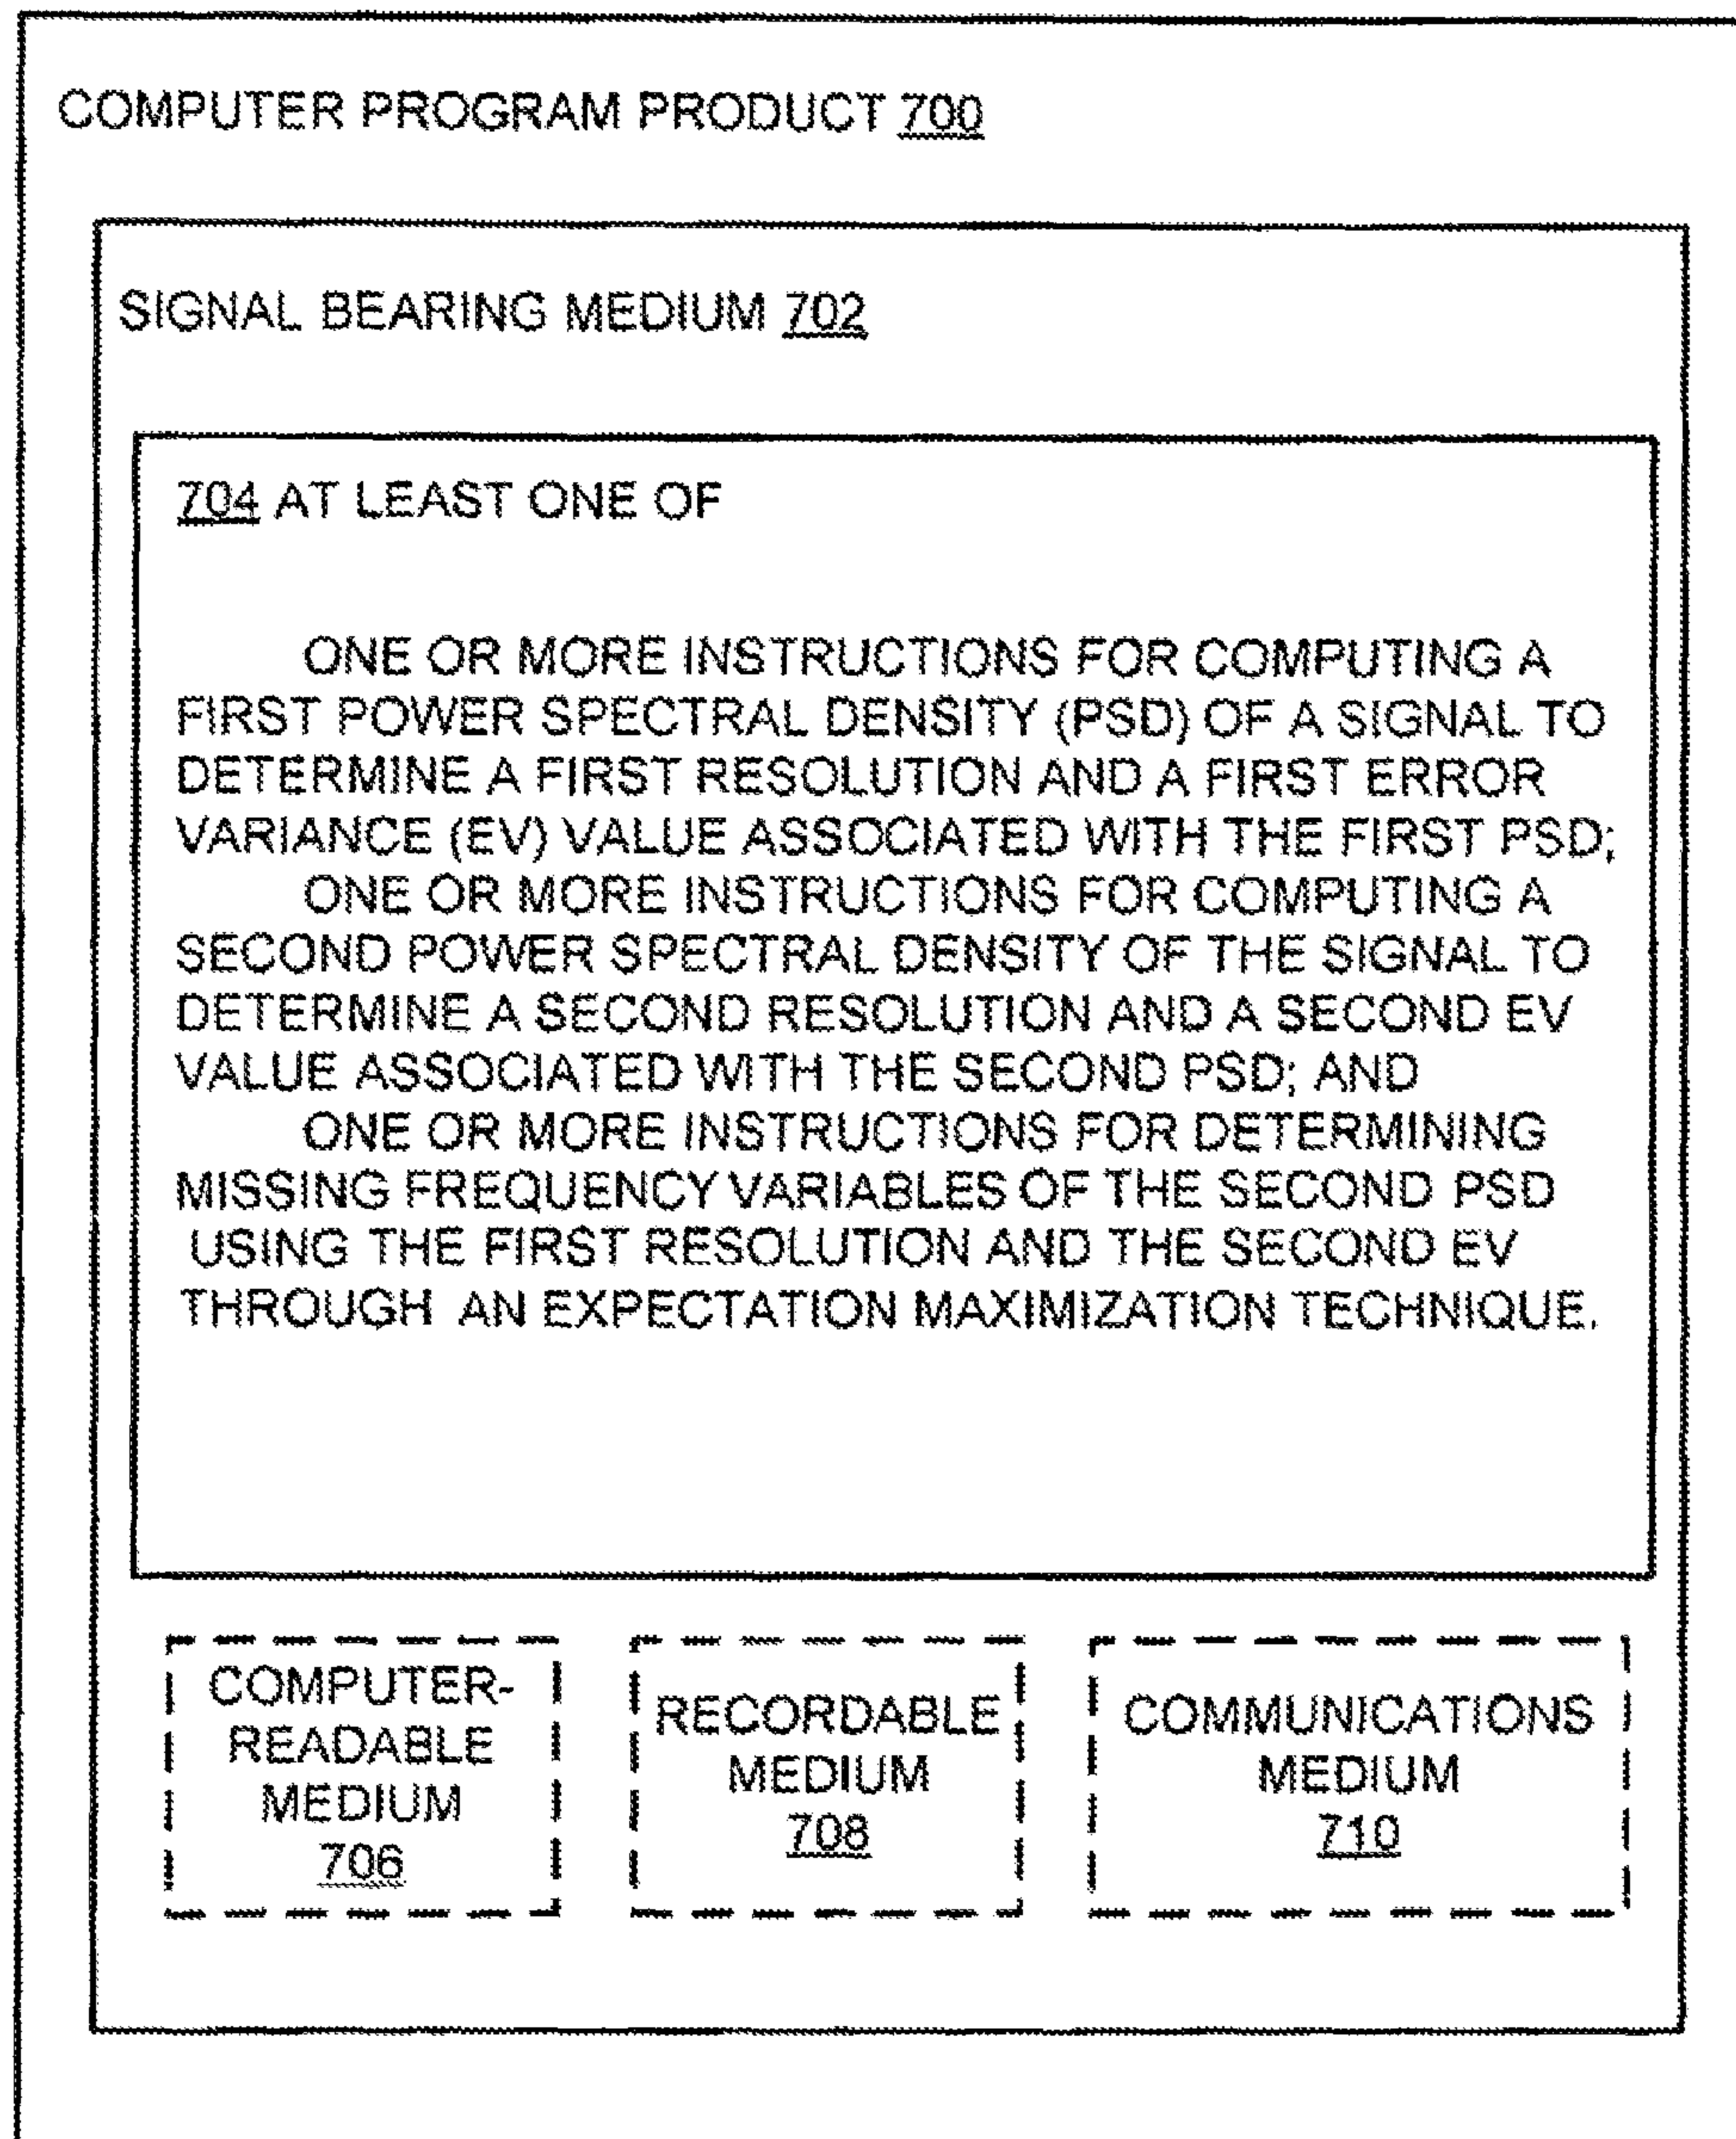 COMPUTER PROGRAM PRODUCT 700
SIGNAL BEARING MEDIUM 702
704 AT LEAST ONE OF
ONE OR MORE INSTRUCTIONS FOR COMPUTING A
FIRST POWER SPECTRAL DENSITY (PSD) OF A SIGNAL TO
DETERMINE A FIRST RESOLUTION AND A FIRST ERROR
VARIANCE (EV) VALUE ASSOCIATED WITH THE FIRST PSD;
ONE OR MORE INSTRUCTIONS FOR COMPUTING A
SECOND POWER SPECTRAL DENSITY OF THE SIGNAL TO
DETERMINE A SECOND RESOLUTION AND A SECOND EV
VALUE ASSOCIATED WITH THE SECOND PSD; AND
ONE OR MORE INSTRUCTIONS FOR DETERMINING
MISSING FREQUENCY VARIABLES OF THE SECOND PSD
USING THE FIRST RESOLUTION AND THE SECOND EV
THROUGH AN EXPECTATION MAXIMIZATION TECHNIQUE.
COMPUTER-
READABLE
MEDIUM
706
RECORDABLE
MEDIUM
708
COMMUNICATIONS
MEDIUM
710